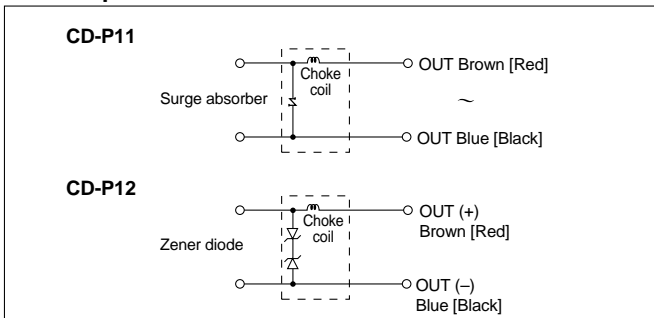 CD-P11
Choke
coil
OUT Brown [Red]
Surge absorber
~
OUT Blue [Black]
CD-P12
Choke
coil
OUT (+)
Brown [Red]
Zener diode
OUT (–)
Blue [Black]